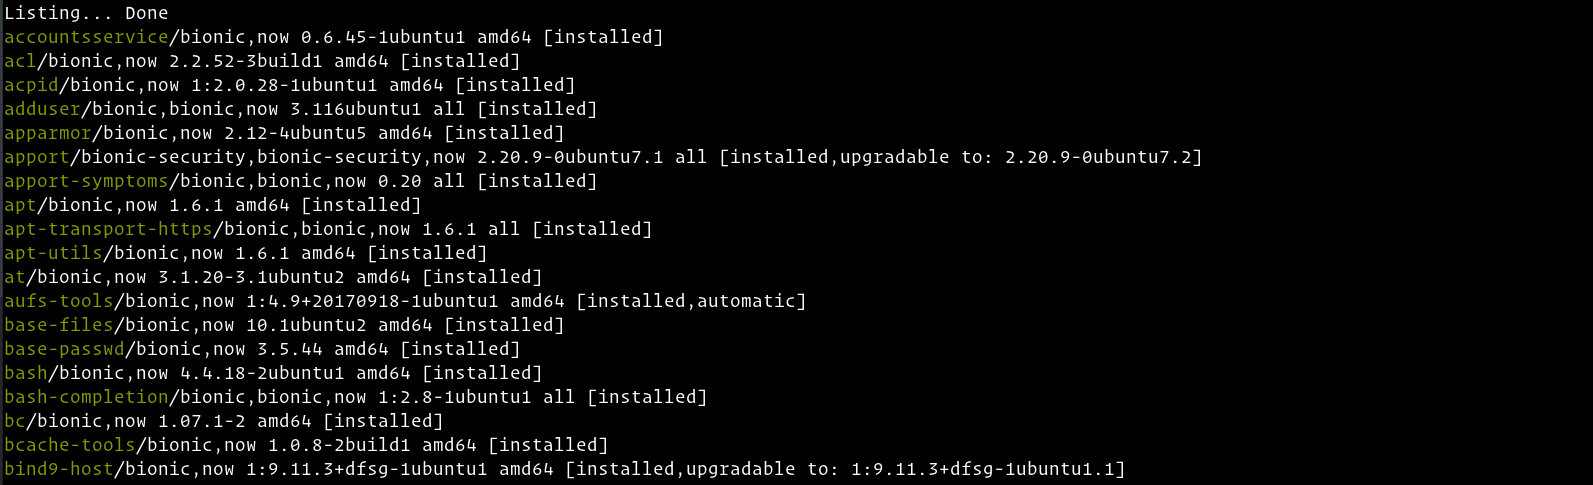 Listing... Done
accountsservice/bionic,now 0.6.45-1ubuntu1 amd64 [installed]
acl/bionic,now 2.2.52-3build1 amd64 [installed]
acpid/bionic,now 1:2.0.28-1ubuntu1 amd64 [installed]
adduser/bionic,bionic,now 3.116ubuntu1 all [installed]
apparmor/bionic,now 2.12-4ubuntu5 amd64 [installed]
apport/bionic-security,bionic-security,now 2.20.9-0ubuntu7.1 all [installed,upgradable to: 2.20.9-0ubuntu7.2]
apport-symptoms/bionic,bionic,now 0.20 all [installed]
apt/bionic,now 1.6.1 amd64 [installed]
apt-transport-https/bionic,bionic,now 1.6.1 all [installed]
apt-utils/bionic,now 1.6.1 amd64 [installed]
at/bionic,now 3.1.20-3.1ubuntu2 amd64 [installed]
aufs-tools/bionic,now 1:4.9+20170918-1ubuntu1 amd64 [installed,automatic]
base-files/bionic,now 10.1ubuntu2 amd64 [installed]
base-passwd/bionic,now 3.5.44 amd64 [installed]
bash/bionic,now 4.4.18-2ubuntu1 amd64 [installed]
bash-completion/bionic,bionic,now 1:2.8-1ubuntu1 all [installed]
bc/bionic,now 1.07.1-2 amd64 [installed]
bcache-tools/bionic,now 1.0.8-2build1 amd64 [installed]
bind9-host/bionic,now 1:9.11.3+dfsg-1ubuntu1 amd64 [installed,upgradable to: 1:9.11.3+dfsg-1ubuntu1.1]